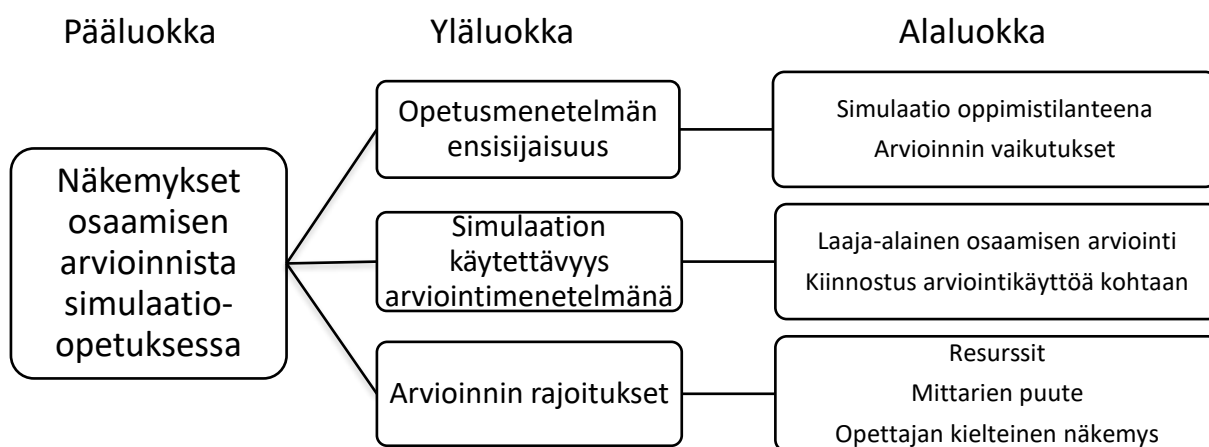 Pääluokka
Yläluokka
Alaluokka
Näkemykset
osaamisen
arvioinnista
simulaatio-
opetuksessa
Opetusmenetelmän
ensisijaisuus
Simulaatio oppimistilanteena
Arvioinnin vaikutukset
Simulaation
käytettävyys
arviointimenetelmänä
Laaja-alainen osaamisen arviointi
Kiinnostus arviointikäyttöä kohtaan
Arvioinnin rajoitukset
Resurssit
Mittarien puute
Opettajan kielteinen näkemys